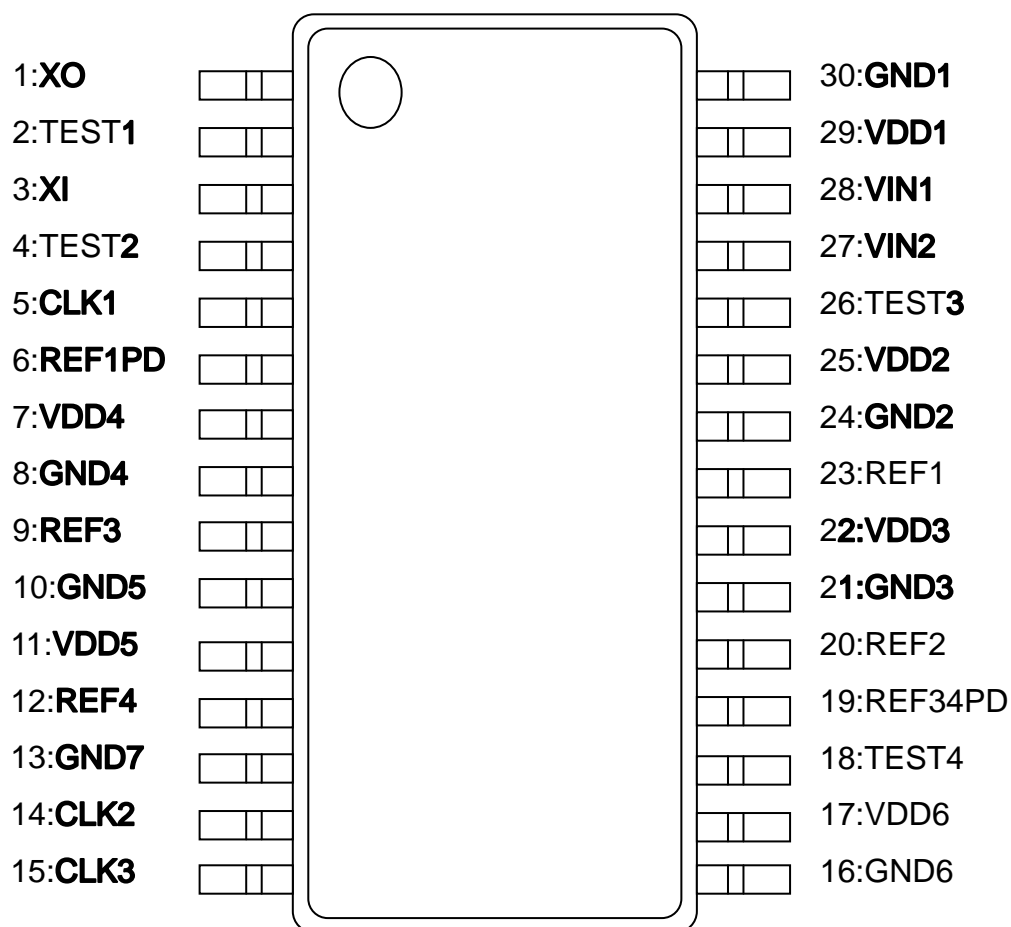 1:XO
2:TEST1
3:XI
4:TEST2
5:CLK1
6:REF1PD
7:VDD4
8:GND4
9:REF3
10:GND5
11:VDD5
12:REF4
13:GND7
14:CLK2
15:CLK3
30:GND1
29:VDD1
28:VIN1
27:VIN2
26:TEST3
25:VDD2
24:GND2
23:REF1
22:VDD3
21:GND3
20:REF2
19:REF34PD
18:TEST4
17:VDD6
16:GND6